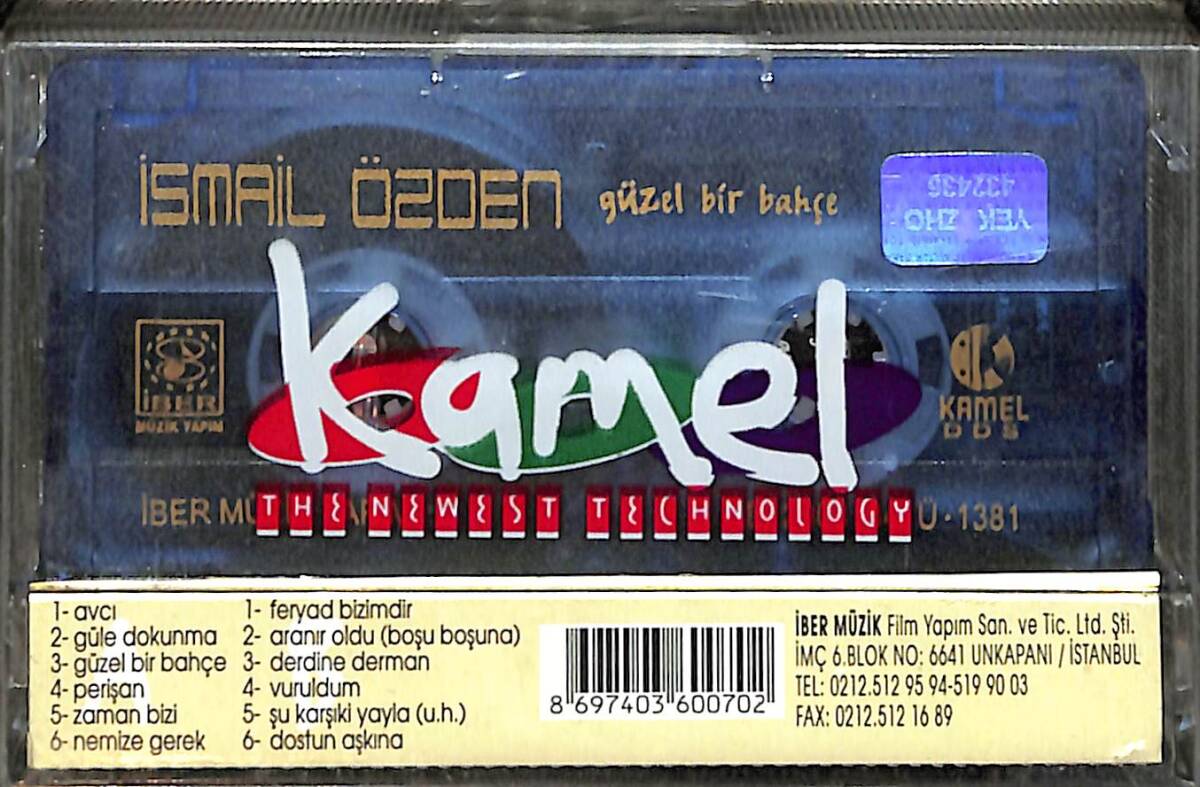 İSMAİL ÖZDEN güzel bir bahçe
432436
YEK ZHO
Kamel
İBER
MÜZİK YAPIM
KAMEL
DDS
THE NEWEST TECHNOLOGY
İBER Ü·1381
1- avcı
2- güle dokunma
3- güzel bir bahçe
4- perişan
5- zaman bizi
6- nemize gerek
1- feryad bizimdir
2- aranır oldu (boşu boşuna)
3- derdine derman
4- vuruldum
5- şu karşıki yayla (u.h.)
6- dostun aşkına
8 697403 600702
İBER MÜZİK Film Yapım San. ve Tic. Ltd. Şti.
İMÇ 6.BLOK NO: 6641 UNKAPANI / İSTANBUL
TEL: 0212.512 95 94-519 90 03
FAX: 0212.512 16 89